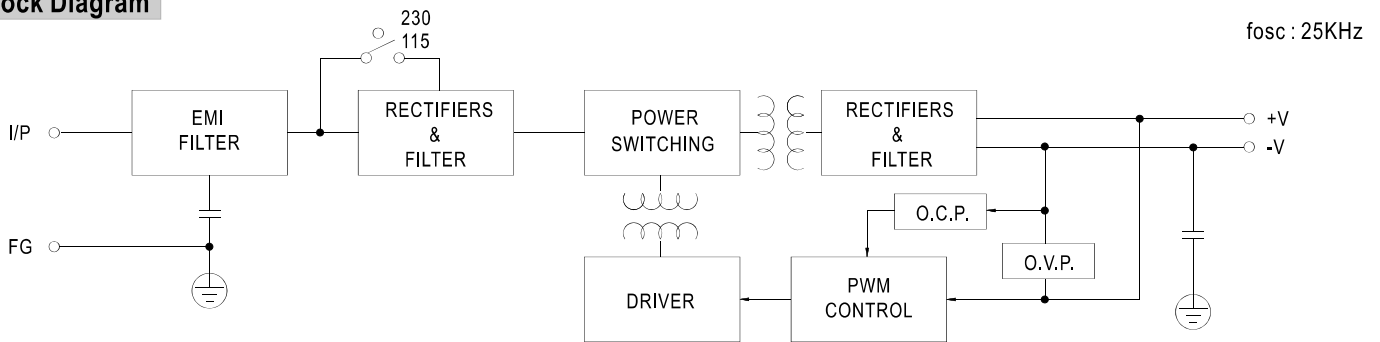 ock Diagram
230
115
fosc : 25KHz
I/P
EMI
FILTER
RECTIFIERS
&
FILTER
POWER
SWITCHING
RECTIFIERS
&
FILTER
+V
-V
O.C.P.
FG
O.V.P.
DRIVER
PWM
CONTROL